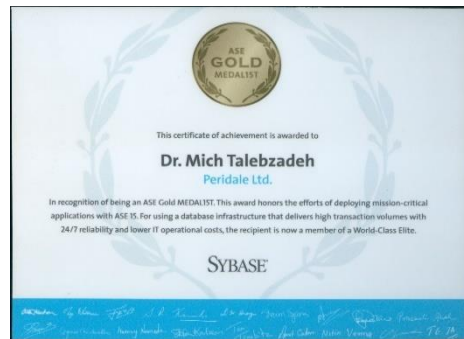 ASE
GOLD
MEDAL1ST
This certificate of achievement is awarded to
Dr. Mich Talebzadeh
Peridale Ltd.
In recognition of being an ASE Gold MEDAL1ST. This award honors the efforts of deploying mission-critical
applications with ASE 15. For using a database infrastructure that delivers high transaction volumes with
24/7 reliability and lower IT operational costs, the recipient is now a member of a World-Class Elite.
SYBASE